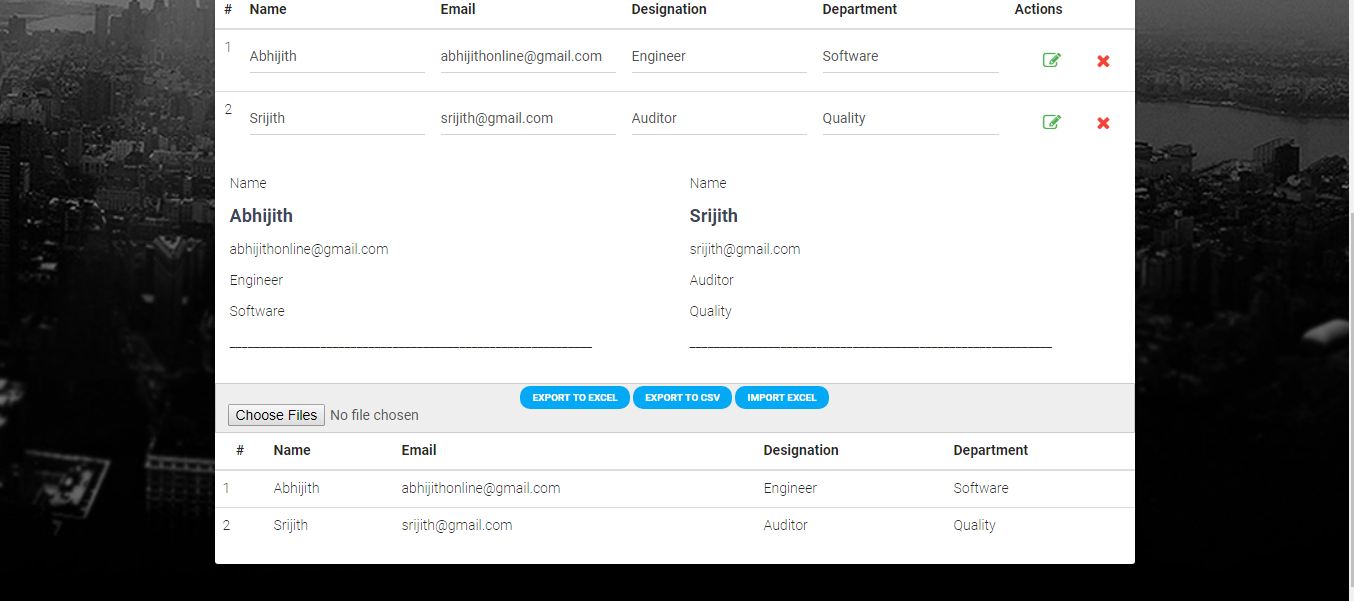 # Name Email Designation Department Actions
1 Abhijith abhijithonline@gmail.com Engineer Software
2 Srijith srijith@gmail.com Auditor Quality
Name Name
Abhijith Srijith
abhijithonline@gmail.com srijith@gmail.com
Engineer Auditor
Software Quality
EXPORT TO EXCEL EXPORT TO CSV IMPORT EXCEL
Choose Files No file chosen
# Name Email Designation Department
1 Abhijith abhijithonline@gmail.com Engineer Software
2 Srijith srijith@gmail.com Auditor Quality